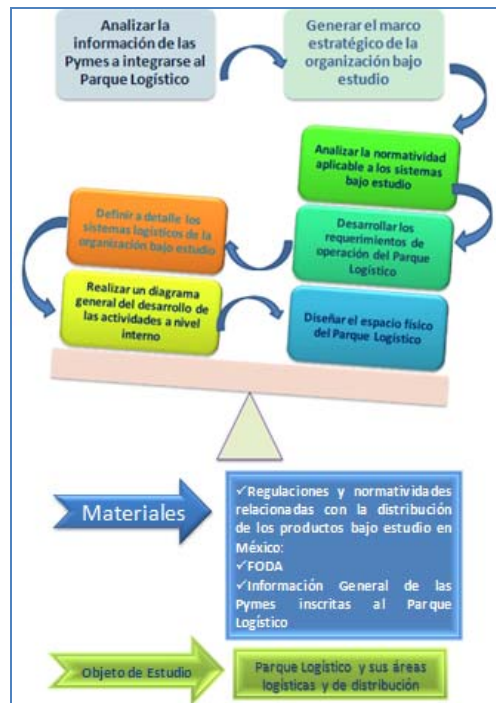 Analizar la
información de las
Pymes a integrarse al
Parque Logístico
Generar el marco
estratégico de la
organización bajo
estudio
Analizar la normatividad
aplicable a los sistemas
bajo estudio
Desarrollar los
requerimientos de
operación del Parque
Logístico
Definir a detalle los
sistemas logísticos de la
organización bajo estudio
Realizar un diagrama
general del desarrollo de
las actividades a nivel
interno
Diseñar el espacio físico
del Parque Logístico
Materiales
✓Regulaciones y normatividades
relacionadas con la distribución
de los productos bajo estudio en
México:
✓FODA
✓Información General de las
Pymes inscritas al Parque
Logístico
Objeto de Estudio
Parque Logístico y sus áreas
logísticas y de distribución